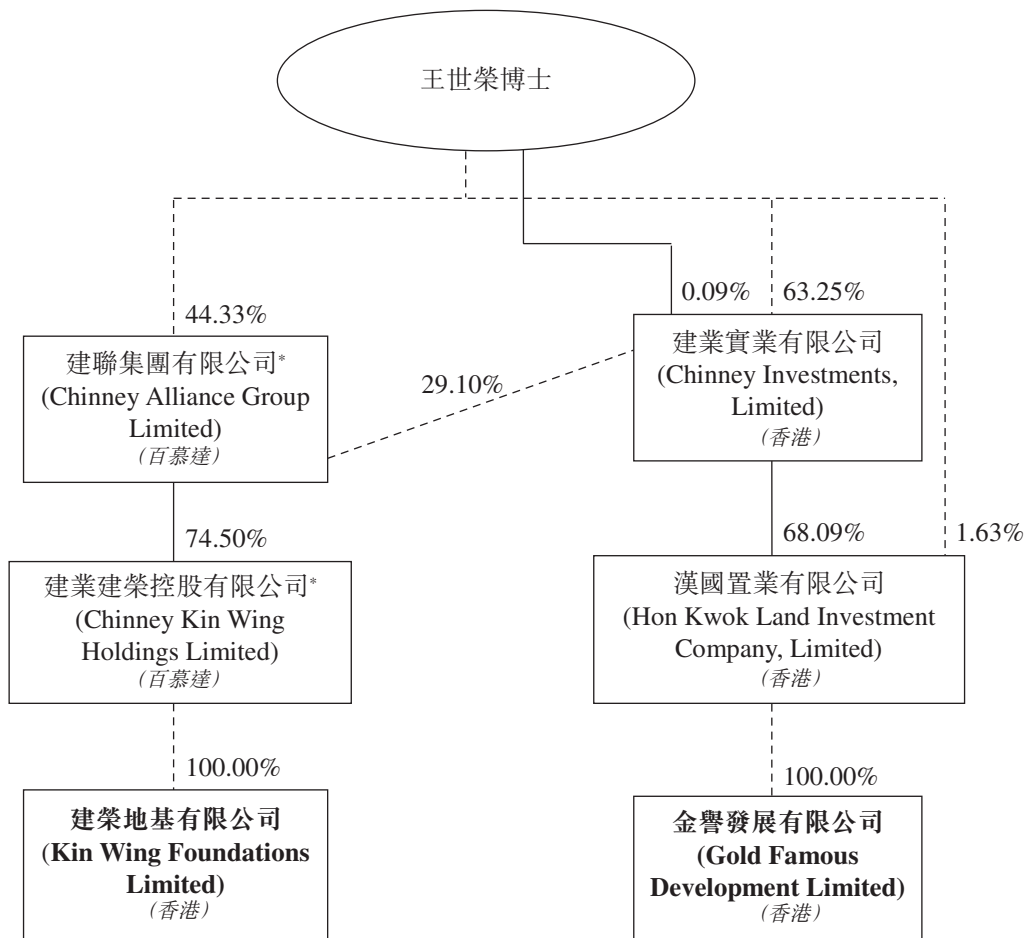 王世榮博士
44.33%
0.09%
63.25%
建聯集團有限公司*
(Chinney Alliance Group
Limited)
(百慕達)
29.10%
建業實業有限公司
(Chinney Investments,
Limited)
(香港)
74.50%
68.09%
1.63%
建業建榮控股有限公司*
(Chinney Kin Wing
Holdings Limited)
(百慕達)
漢國置業有限公司
(Hon Kwok Land Investment
Company, Limited)
(香港)
100.00%
100.00%
建榮地基有限公司
(Kin Wing Foundations
Limited)
(香港)
金譽發展有限公司
(Gold Famous
Development Limited)
(香港)